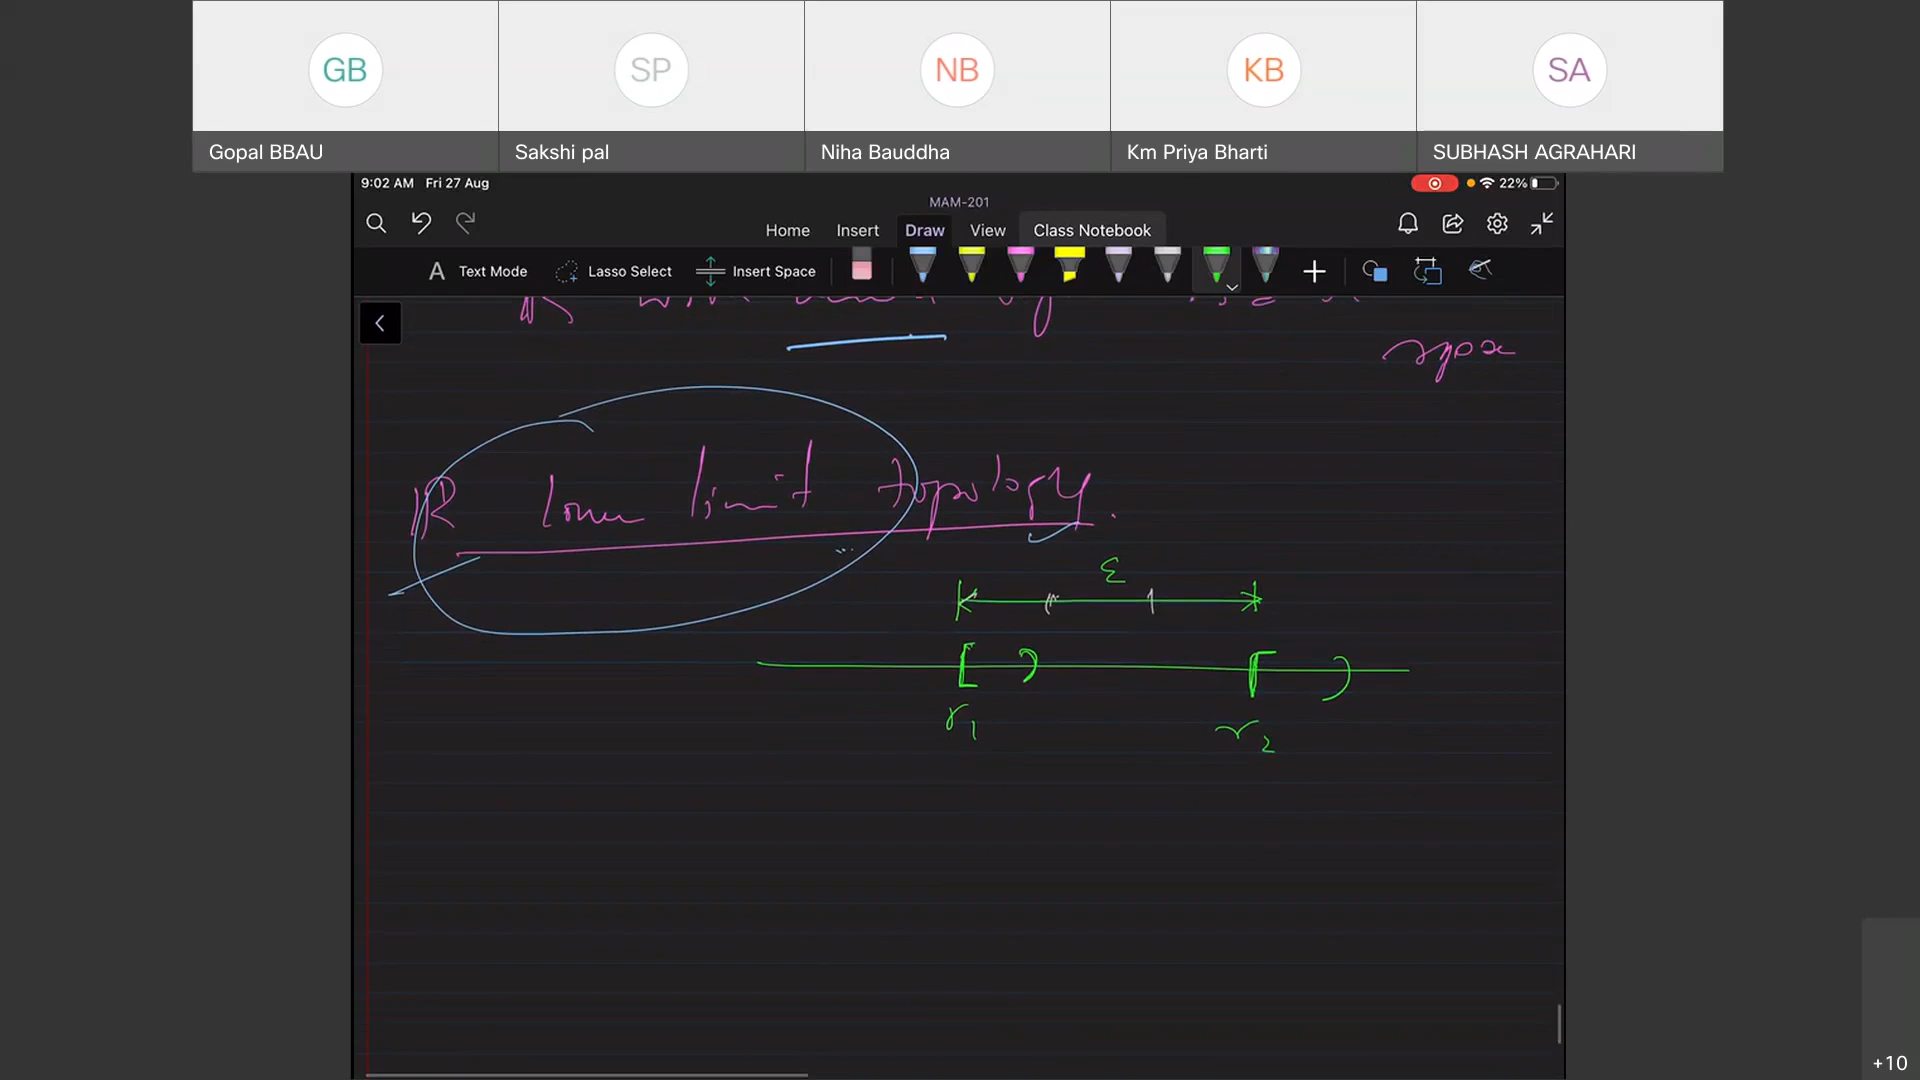 GB SP NB KB SA
Gopal BBAU Sakshi pal Niha Bauddha Km Priya Bharti SUBHASH AGRAHARI
9:02 AM Fri 27 Aug 22%
MAM-201
Home Insert Draw View Class Notebook
A Text Mode Lasso Select Insert Space
ℝ lower limit topology.
ε
[ ) [ )
r₁ r₂
+10